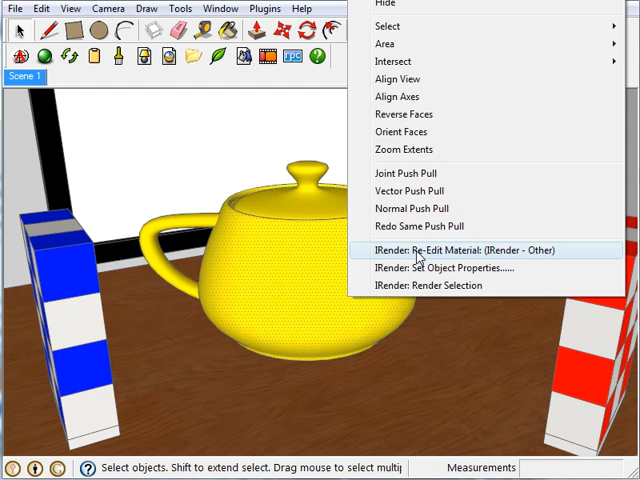 File Edit View Camera Draw Tools Window Plugins Help
rpc
Scene 1
Hide
Select
Area
Intersect
Align View
Align Axes
Reverse Faces
Orient Faces
Zoom Extents
Joint Push Pull
Vector Push Pull
Normal Push Pull
Redo Same Push Pull
IRender: Re-Edit Material: (IRender - Other)
IRender: Set Object Properties......
IRender: Render Selection
Select objects. Shift to extend select. Drag mouse to select multip
Measurements